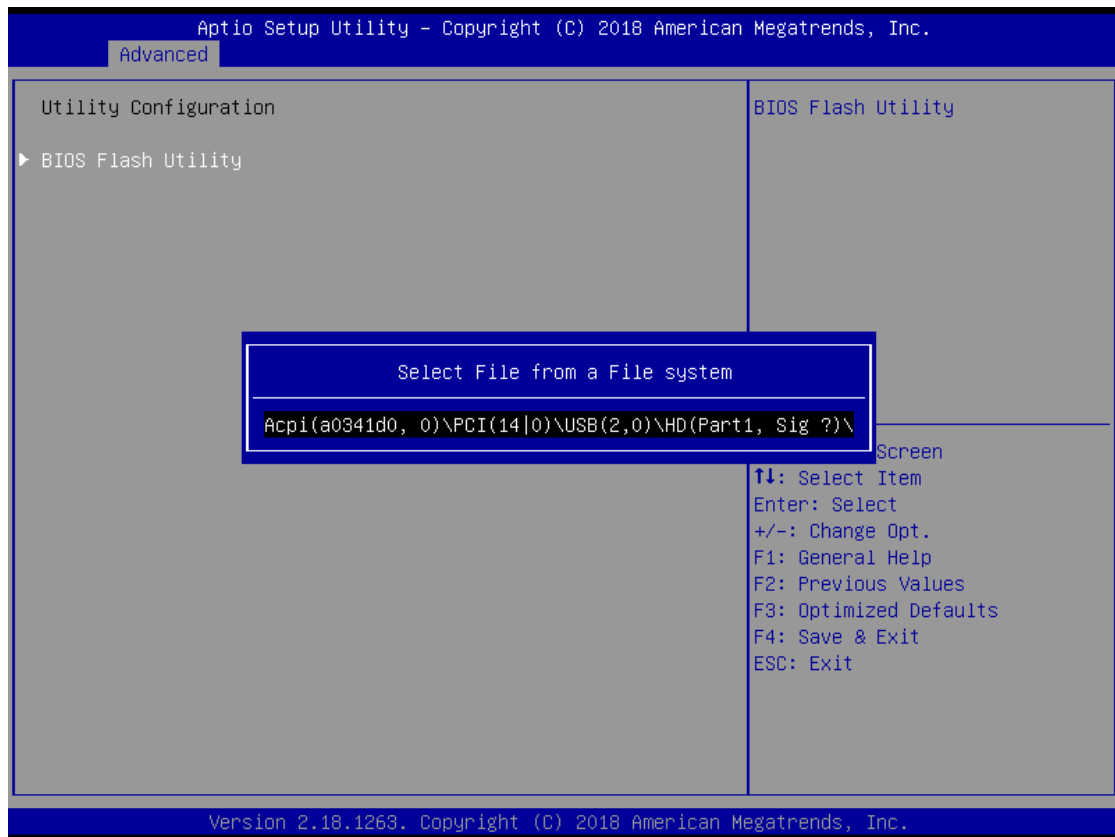 Aptio Setup Utility – Copyright (C) 2018 American Megatrends, Inc.
Advanced
Utility Configuration
BIOS Flash Utility
BIOS Flash Utility
Select File from a File system
Acpi(a0341d0, 0)\PCI(14|0)\USB(2,0)\HD(Part1, Sig ?)\
Screen
↑↓: Select Item
Enter: Select
+/-: Change Opt.
F1: General Help
F2: Previous Values
F3: Optimized Defaults
F4: Save & Exit
ESC: Exit
Version 2.18.1263. Copyright (C) 2018 American Megatrends, Inc.